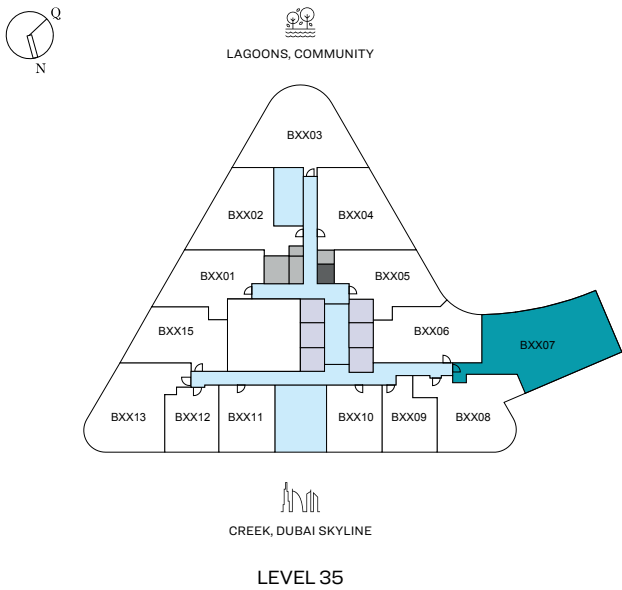 Q
N
LAGOONS, COMMUNITY
BXX03
BXX02
BXX04
BXX01
BXX05
BXX15
BXX06
BXX07
BXX13
BXX12
BXX11
BXX10
BXX09
BXX08
CREEK, DUBAI SKYLINE
LEVEL 35